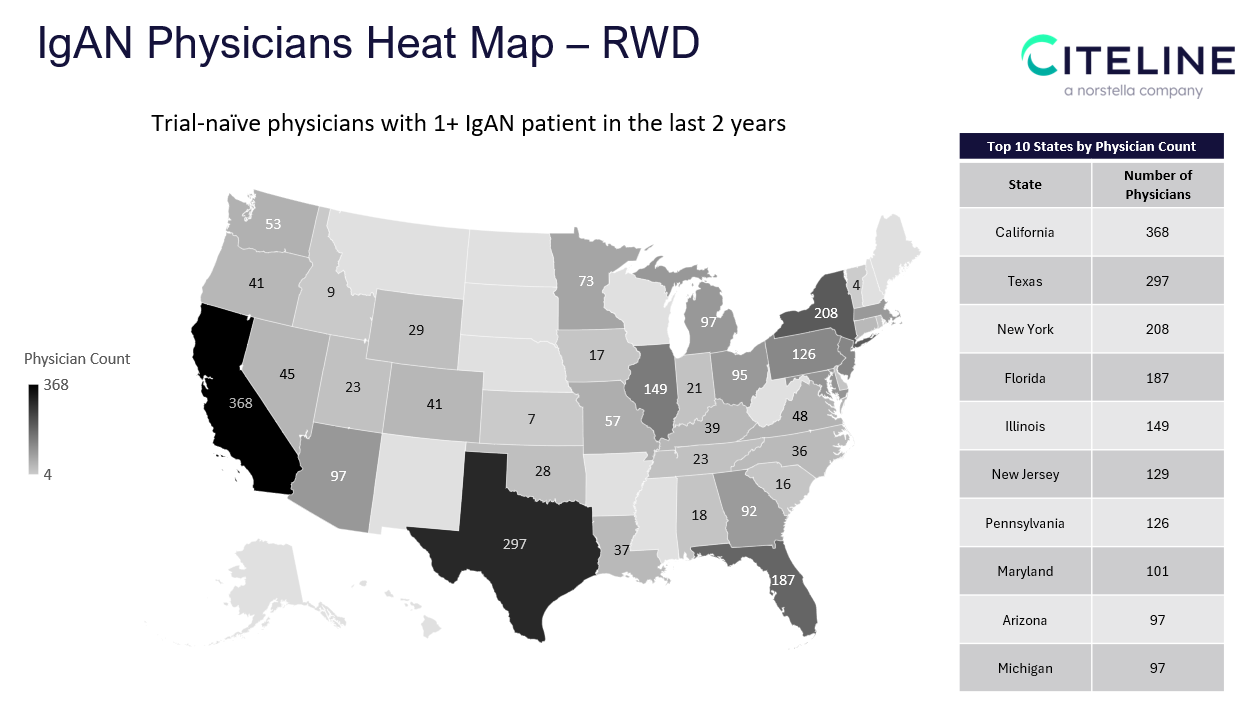 IgAN Physicians Heat Map – RWD
CITELINE
a norstella company
Trial-naïve physicians with 1+ IgAN patient in the last 2 years
Physician Count
368
4
53
41
9
29
45
23
41
368
97
73
17
7
57
28
297
37
149
21
97
95
39
23
18
92
16
36
48
126
208
4
187
Top 10 States by Physician Count
State
Number of
Physicians
California 368
Texas 297
New York 208
Florida 187
Illinois 149
New Jersey 129
Pennsylvania 126
Maryland 101
Arizona 97
Michigan 97